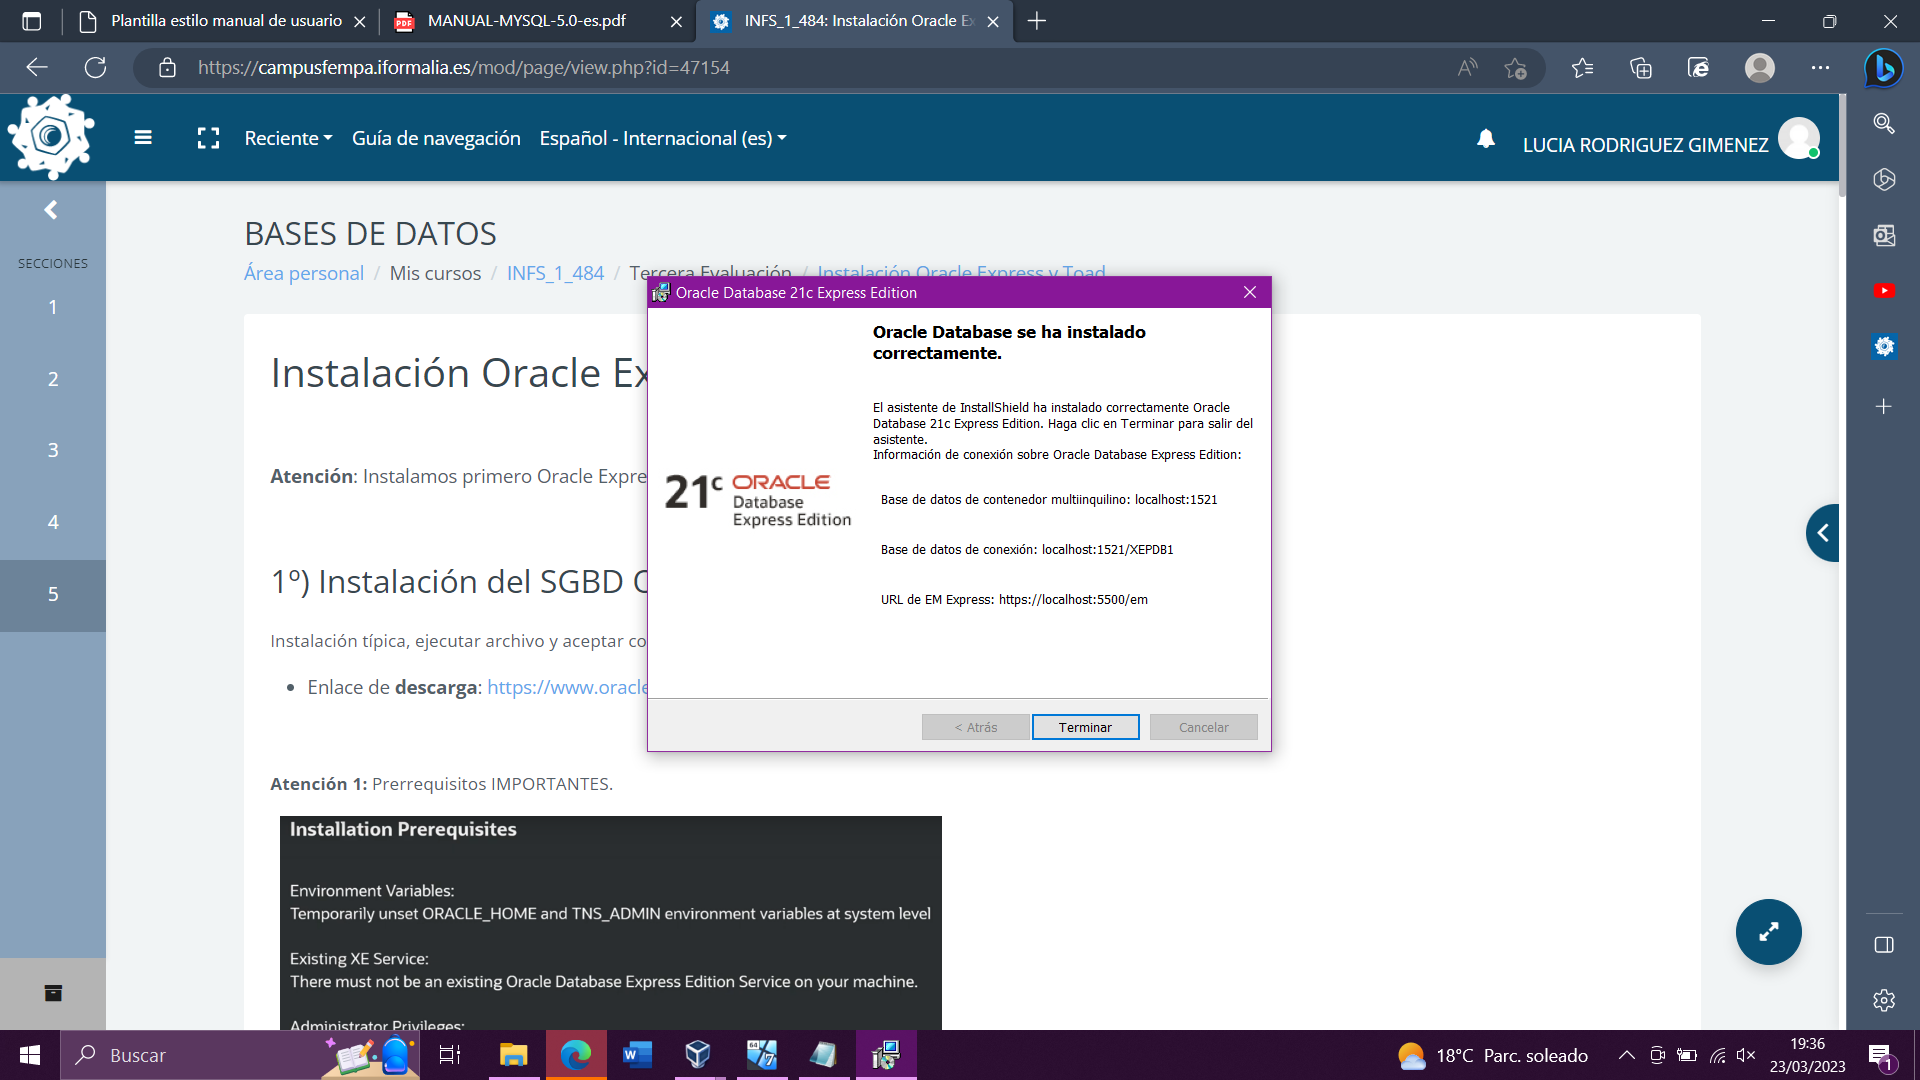 Plantilla estilo manual de usuario
MANUAL-MYSQL-5.0-es.pdf
INFS_1_484: Instalación Oracle Ex
https://campusfempa.iformalia.es/mod/page/view.php?id=47154
Reciente
Guía de navegación
Español - Internacional (es)
LUCIA RODRIGUEZ GIMENEZ
SECCIONES
1
2
3
4
5
BASES DE DATOS
Área personal / Mis cursos / INFS_1_484 / Tercera Evaluación / Instalación Oracle Express y Toad
Instalación Oracle Ex
Atención: Instalamos primero Oracle Expre
1º) Instalación del SGBD O
Instalación típica, ejecutar archivo y aceptar co
Enlace de descarga: https://www.oracle
Atención 1: Prerrequisitos IMPORTANTES.
Installation Prerequisites
Environment Variables:
Temporarily unset ORACLE_HOME and TNS_ADMIN environment variables at system level
Existing XE Service:
There must not be an existing Oracle Database Express Edition Service on your machine.
Administrator Privileges:
Oracle Database 21c Express Edition
Oracle Database se ha instalado
correctamente.
El asistente de InstallShield ha instalado correctamente Oracle
Database 21c Express Edition. Haga clic en Terminar para salir del
asistente.
Información de conexión sobre Oracle Database Express Edition:
Base de datos de contenedor multiinquilino: localhost:1521
Base de datos de conexión: localhost:1521/XEPDB1
URL de EM Express: https://localhost:5500/em
21c ORACLE
Database
Express Edition
< Atrás
Terminar
Cancelar
Buscar
18°C Parc. soleado
19:36
23/03/2023
1